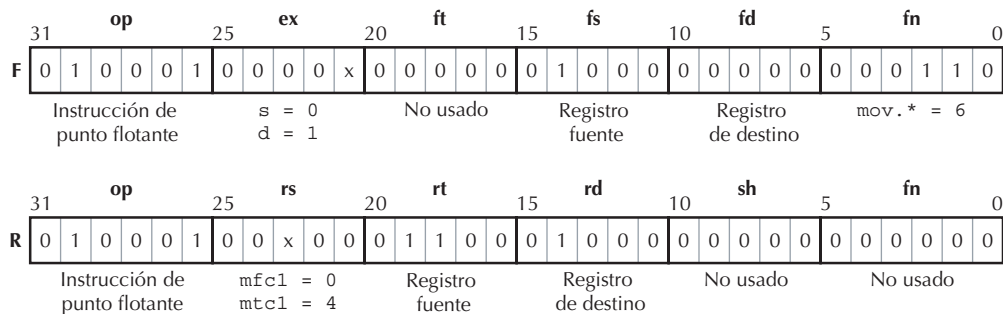 op ex ft fs fd fn
31 25 20 15 10 5 0
F 0 1 0 0 0 1 0 0 0 0 x 0 0 0 0 0 0 1 0 0 0 0 0 0 0 0 0 0 0 1 1 0
Instrucción de punto flotante
s = 0
d = 1
No usado
Registro fuente
Registro de destino
mov.* = 6
op rs rt rd sh fn
31 25 20 15 10 5 0
R 0 1 0 0 0 1 0 0 x 0 0 0 1 1 0 0 0 1 0 0 0 0 0 0 0 0 0 0 0 0 0 0
Instrucción de punto flotante
mfc1 = 0
mtc1 = 4
Registro fuente
Registro de destino
No usado
No usado